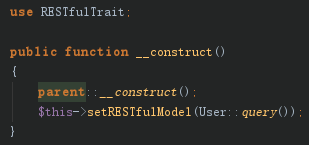 use RESTfulTrait;
public function __construct()
{
parent::__construct();
$this->setRESTfulModel(User::query());
}